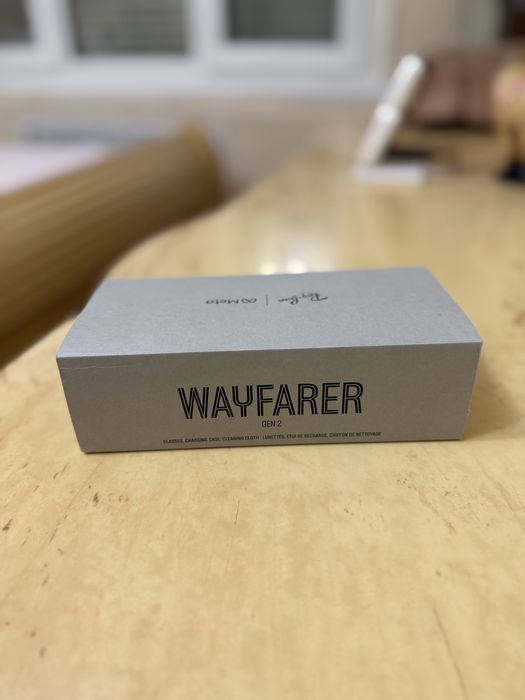 Ray-Ban | ∞ Meta
WAYFARER
GEN 2
GLASSES, CHARGING CASE, CLEANING CLOTH · LUNETTES, ÉTUI DE RECHARGE, CHIFFON DE NETTOYAGE